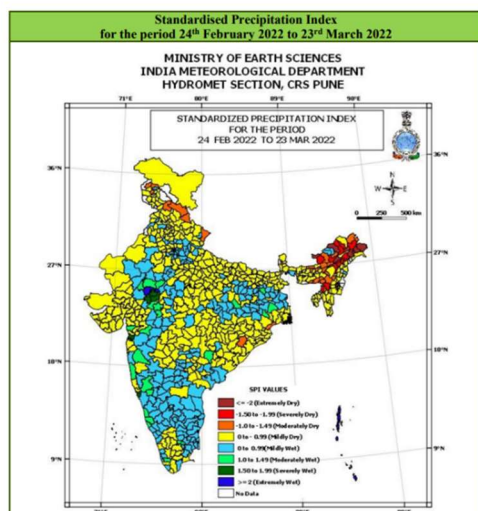 Standardised Precipitation Index
for the period 24th February 2022 to 23rd March 2022
MINISTRY OF EARTH SCIENCES
INDIA METEOROLOGICAL DEPARTMENT
HYDROMET SECTION, CRS PUNE
71°E 80°E 89°E 98°E
STANDARDIZED PRECIPITATION INDEX
FOR THE PERIOD
24 FEB 2022 TO 23 MAR 2022
36°N 36°N
N
W E
S
0 250 500 km
27°N 27°N
18°N 18°N
SPI VALUES
<= -2 (Extremely Dry)
-1.50 to -1.99 (Severely Dry)
-1.0 to -1.49 (Moderately Dry
0 to -0.99 (Mildly Dry)
0 to 0.99(Mildly Wet)
1.0 to 1.49(Moderately Wet)
1.50 to 1.99 (Severely Wet)
>= 2 (Extremely Wet)
No Data
9°N 9°N